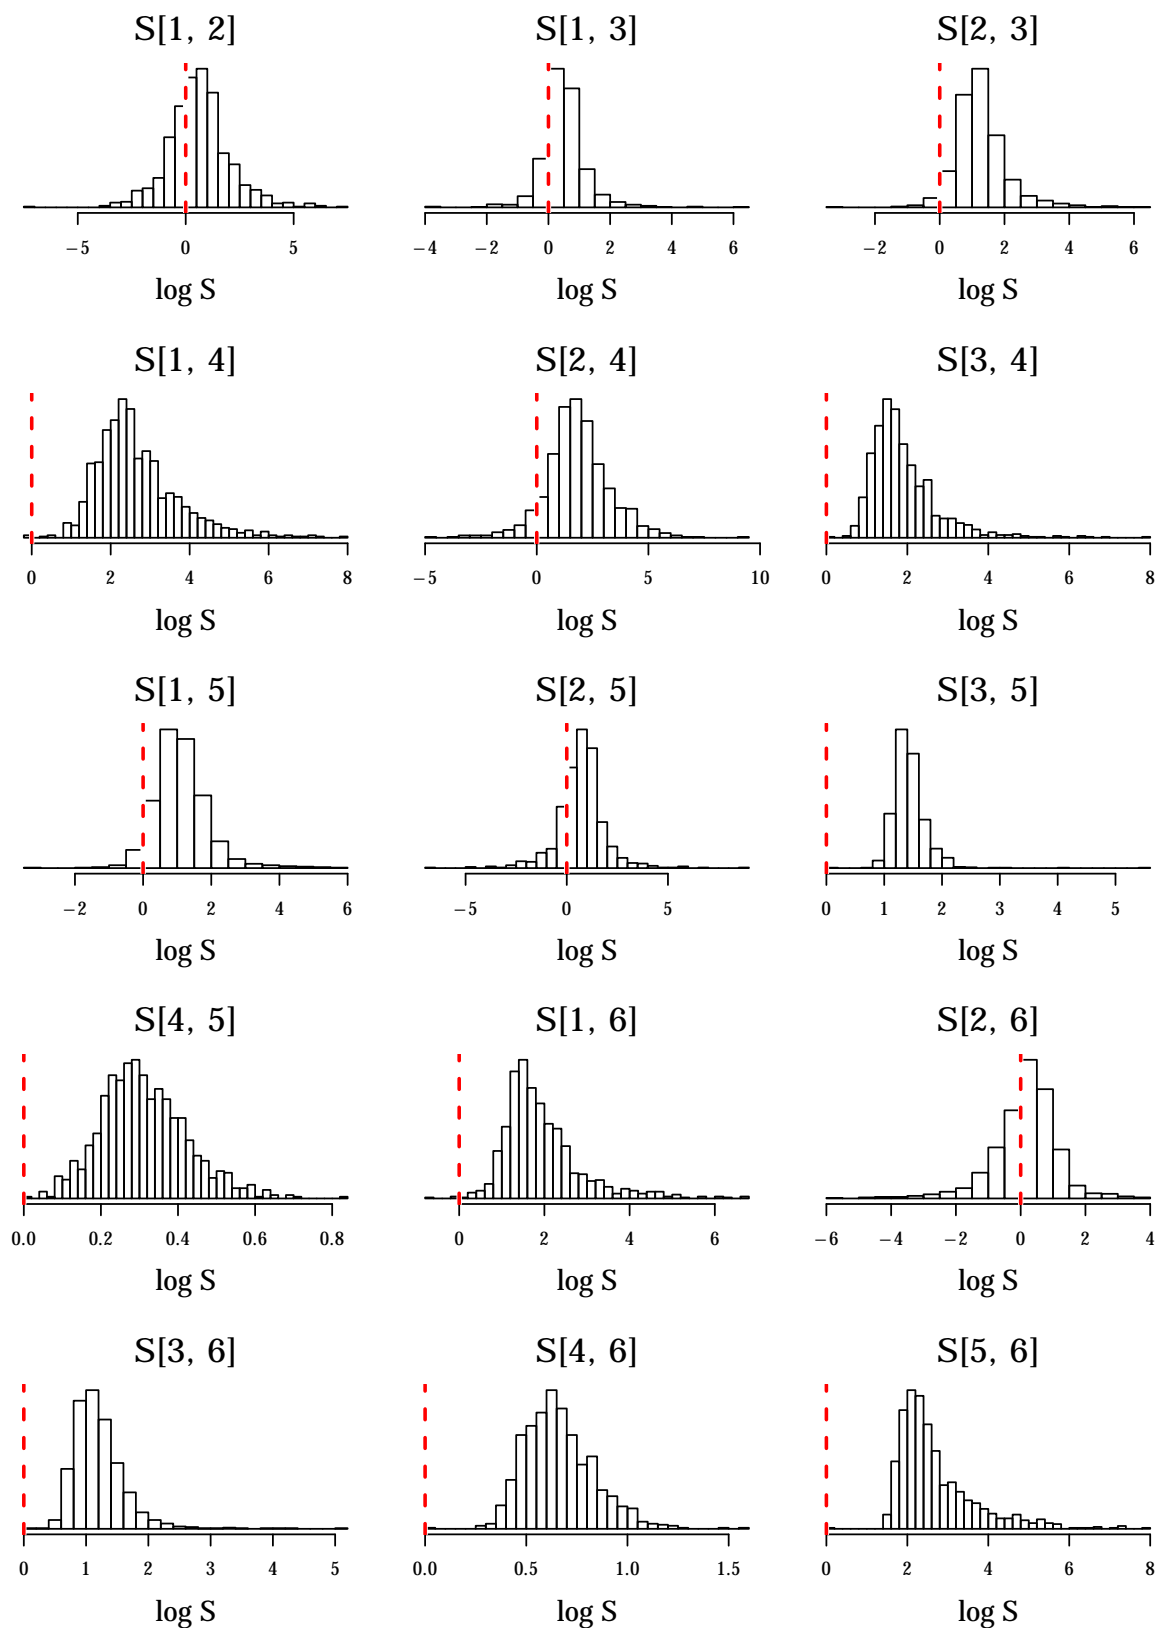 S[1, 2] S[1, 3] S[2, 3]
−5 0 5 −4 −2 0 2 4 6 −2 0 2 4 6
log S log S log S
S[1, 4] S[2, 4] S[3, 4]
0 2 4 6 8 −5 0 5 10 0 2 4 6 8
log S log S log S
S[1, 5] S[2, 5] S[3, 5]
−2 0 2 4 6 −5 0 5 0 1 2 3 4 5
log S log S log S
S[4, 5] S[1, 6] S[2, 6]
0.0 0.2 0.4 0.6 0.8 0 2 4 6 −6 −4 −2 0 2 4
log S log S log S
S[3, 6] S[4, 6] S[5, 6]
0 1 2 3 4 5 0.0 0.5 1.0 1.5 0 2 4 6 8
log S log S log S